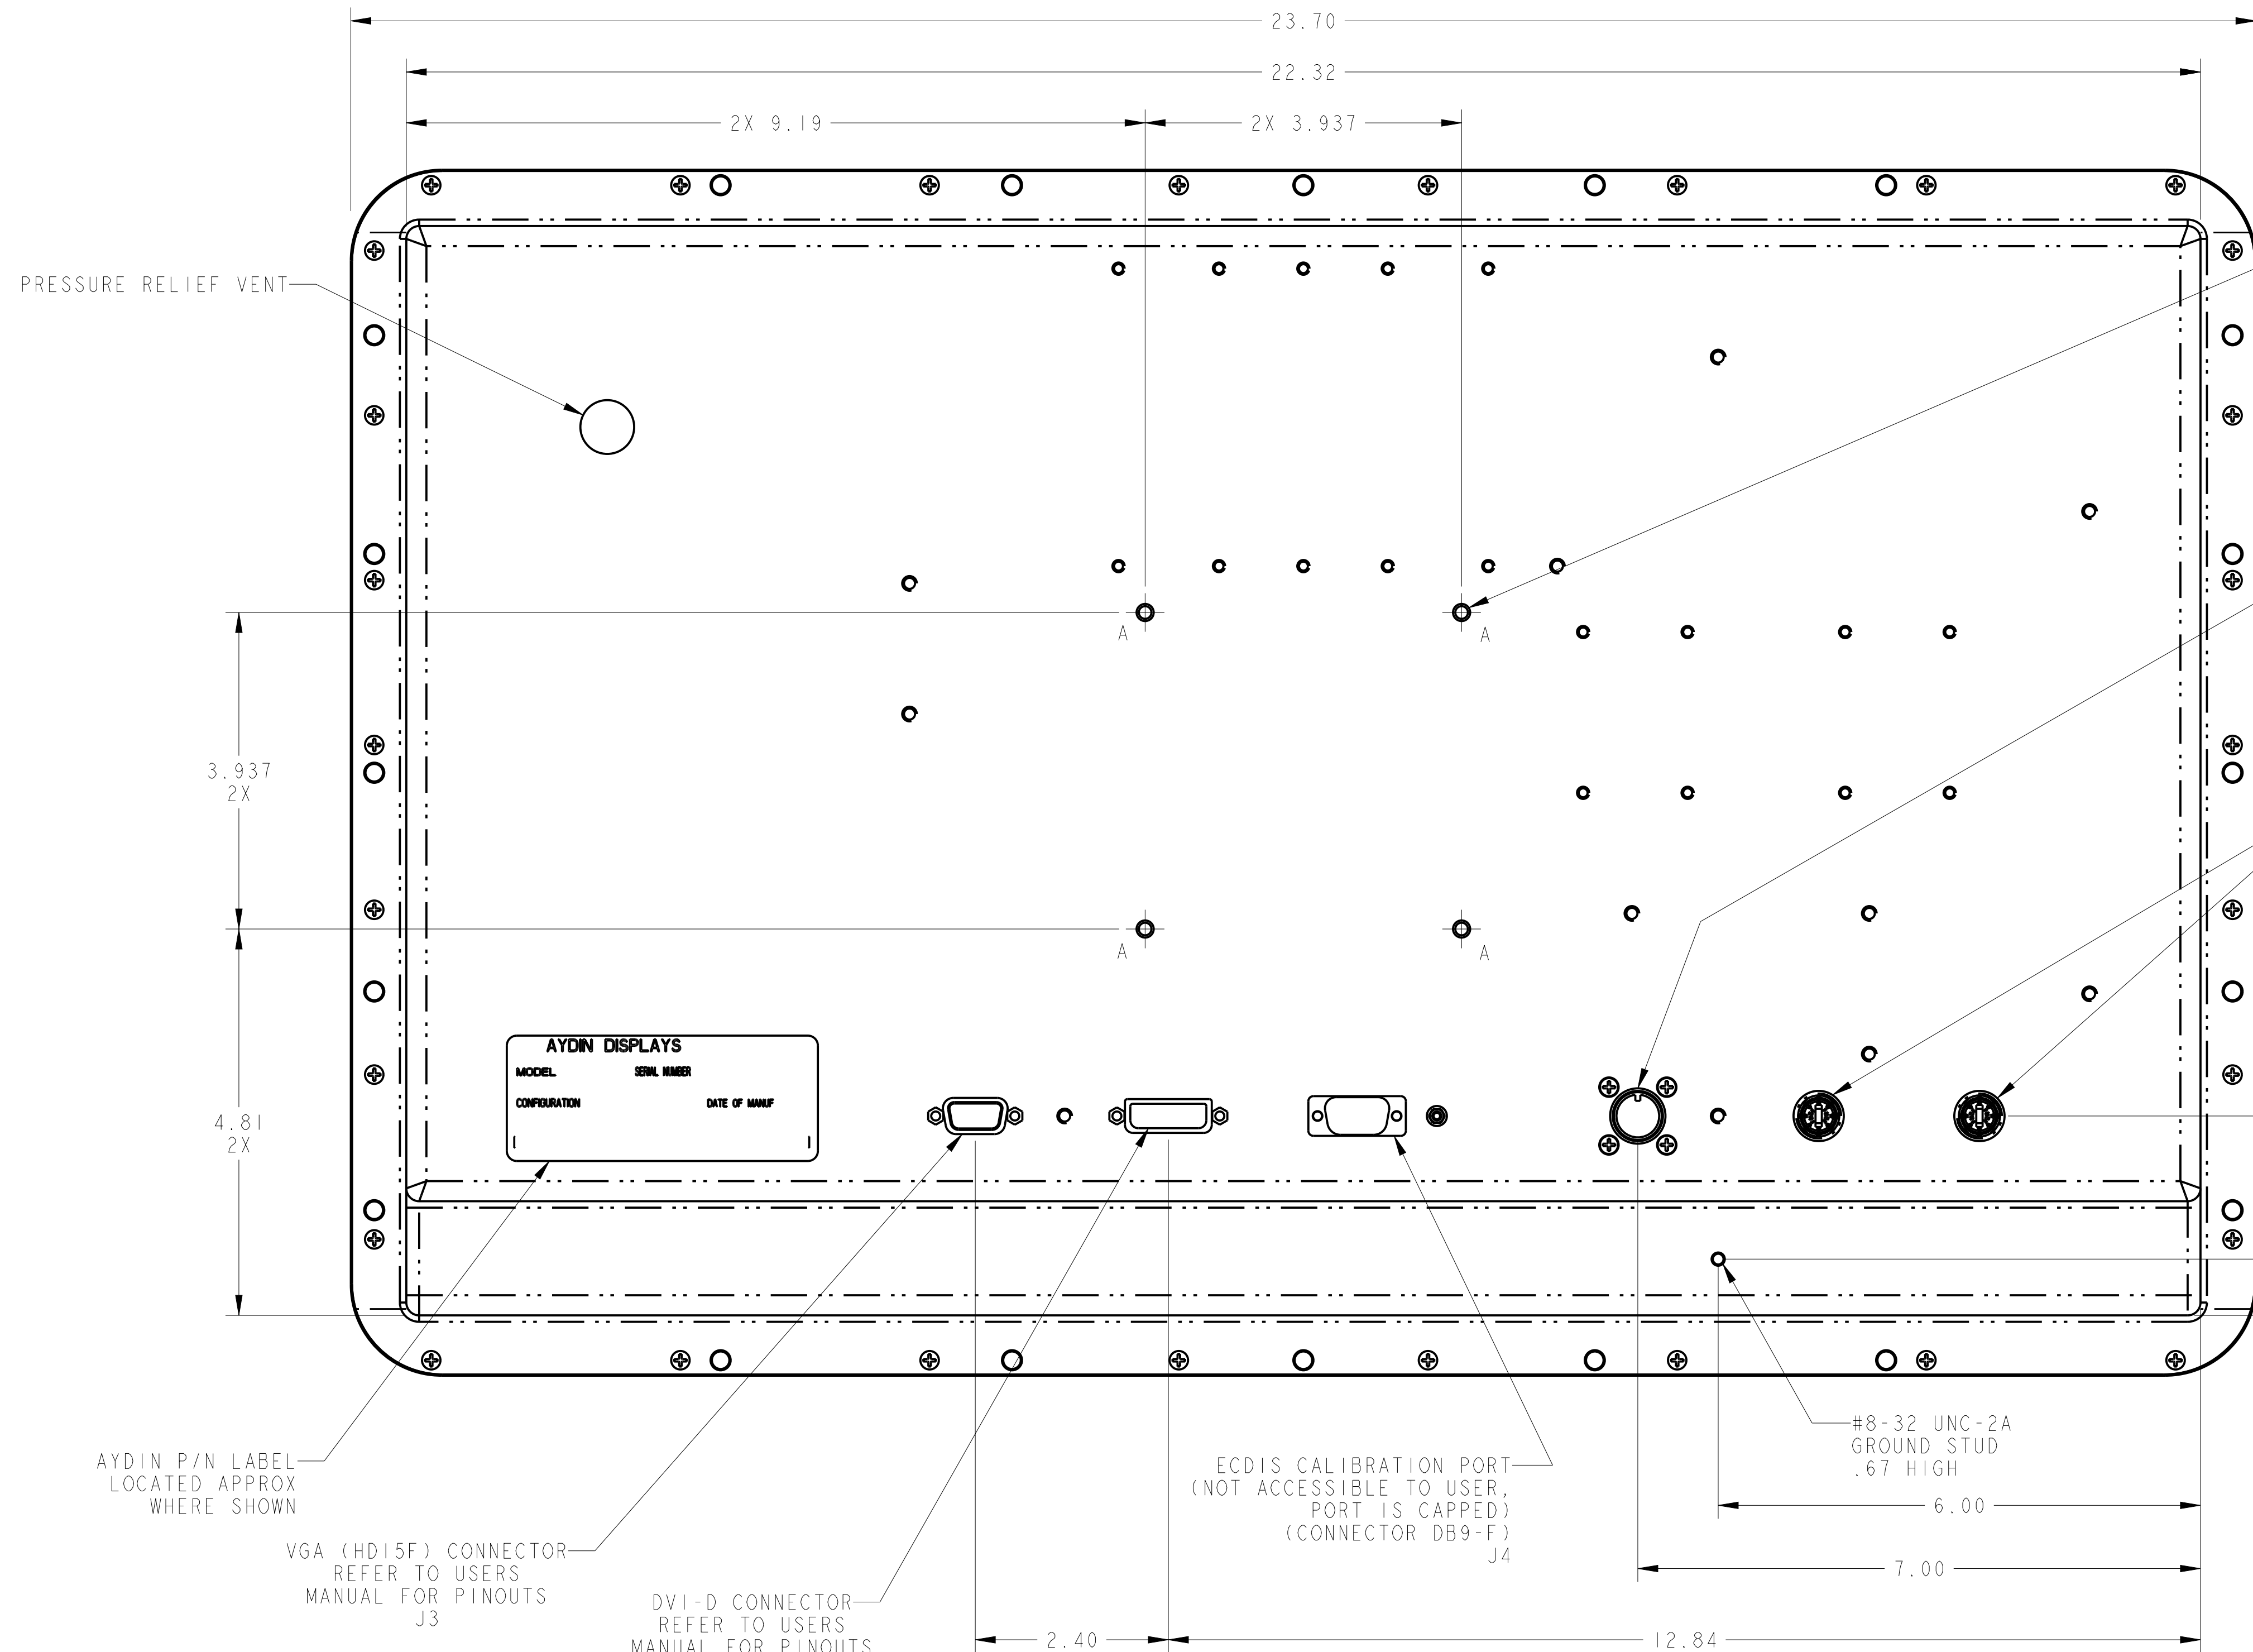 23.70
22.32
2X 9.19
2X 3.937
PRESSURE RELIEF VENT
A
A
3.937
2X
A
A
AYDIN DISPLAYS
MODEL SERIAL NUMBER
CONFIGURATION DATE OF MANUF
4.81
2X
#8-32 UNC-2A
GROUND STUD
.67 HIGH
AYDIN P/N LABEL
LOCATED APPROX
WHERE SHOWN
ECDIS CALIBRATION PORT
(NOT ACCESSIBLE TO USER,
PORT IS CAPPED)
(CONNECTOR DB9-F)
J4
6.00
VGA (HD15F) CONNECTOR
REFER TO USERS
MANUAL FOR PINOUTS
J3
7.00
DVI-D CONNECTOR
REFER TO USERS
MANUAL FOR PINOUTS
2.40
12.84